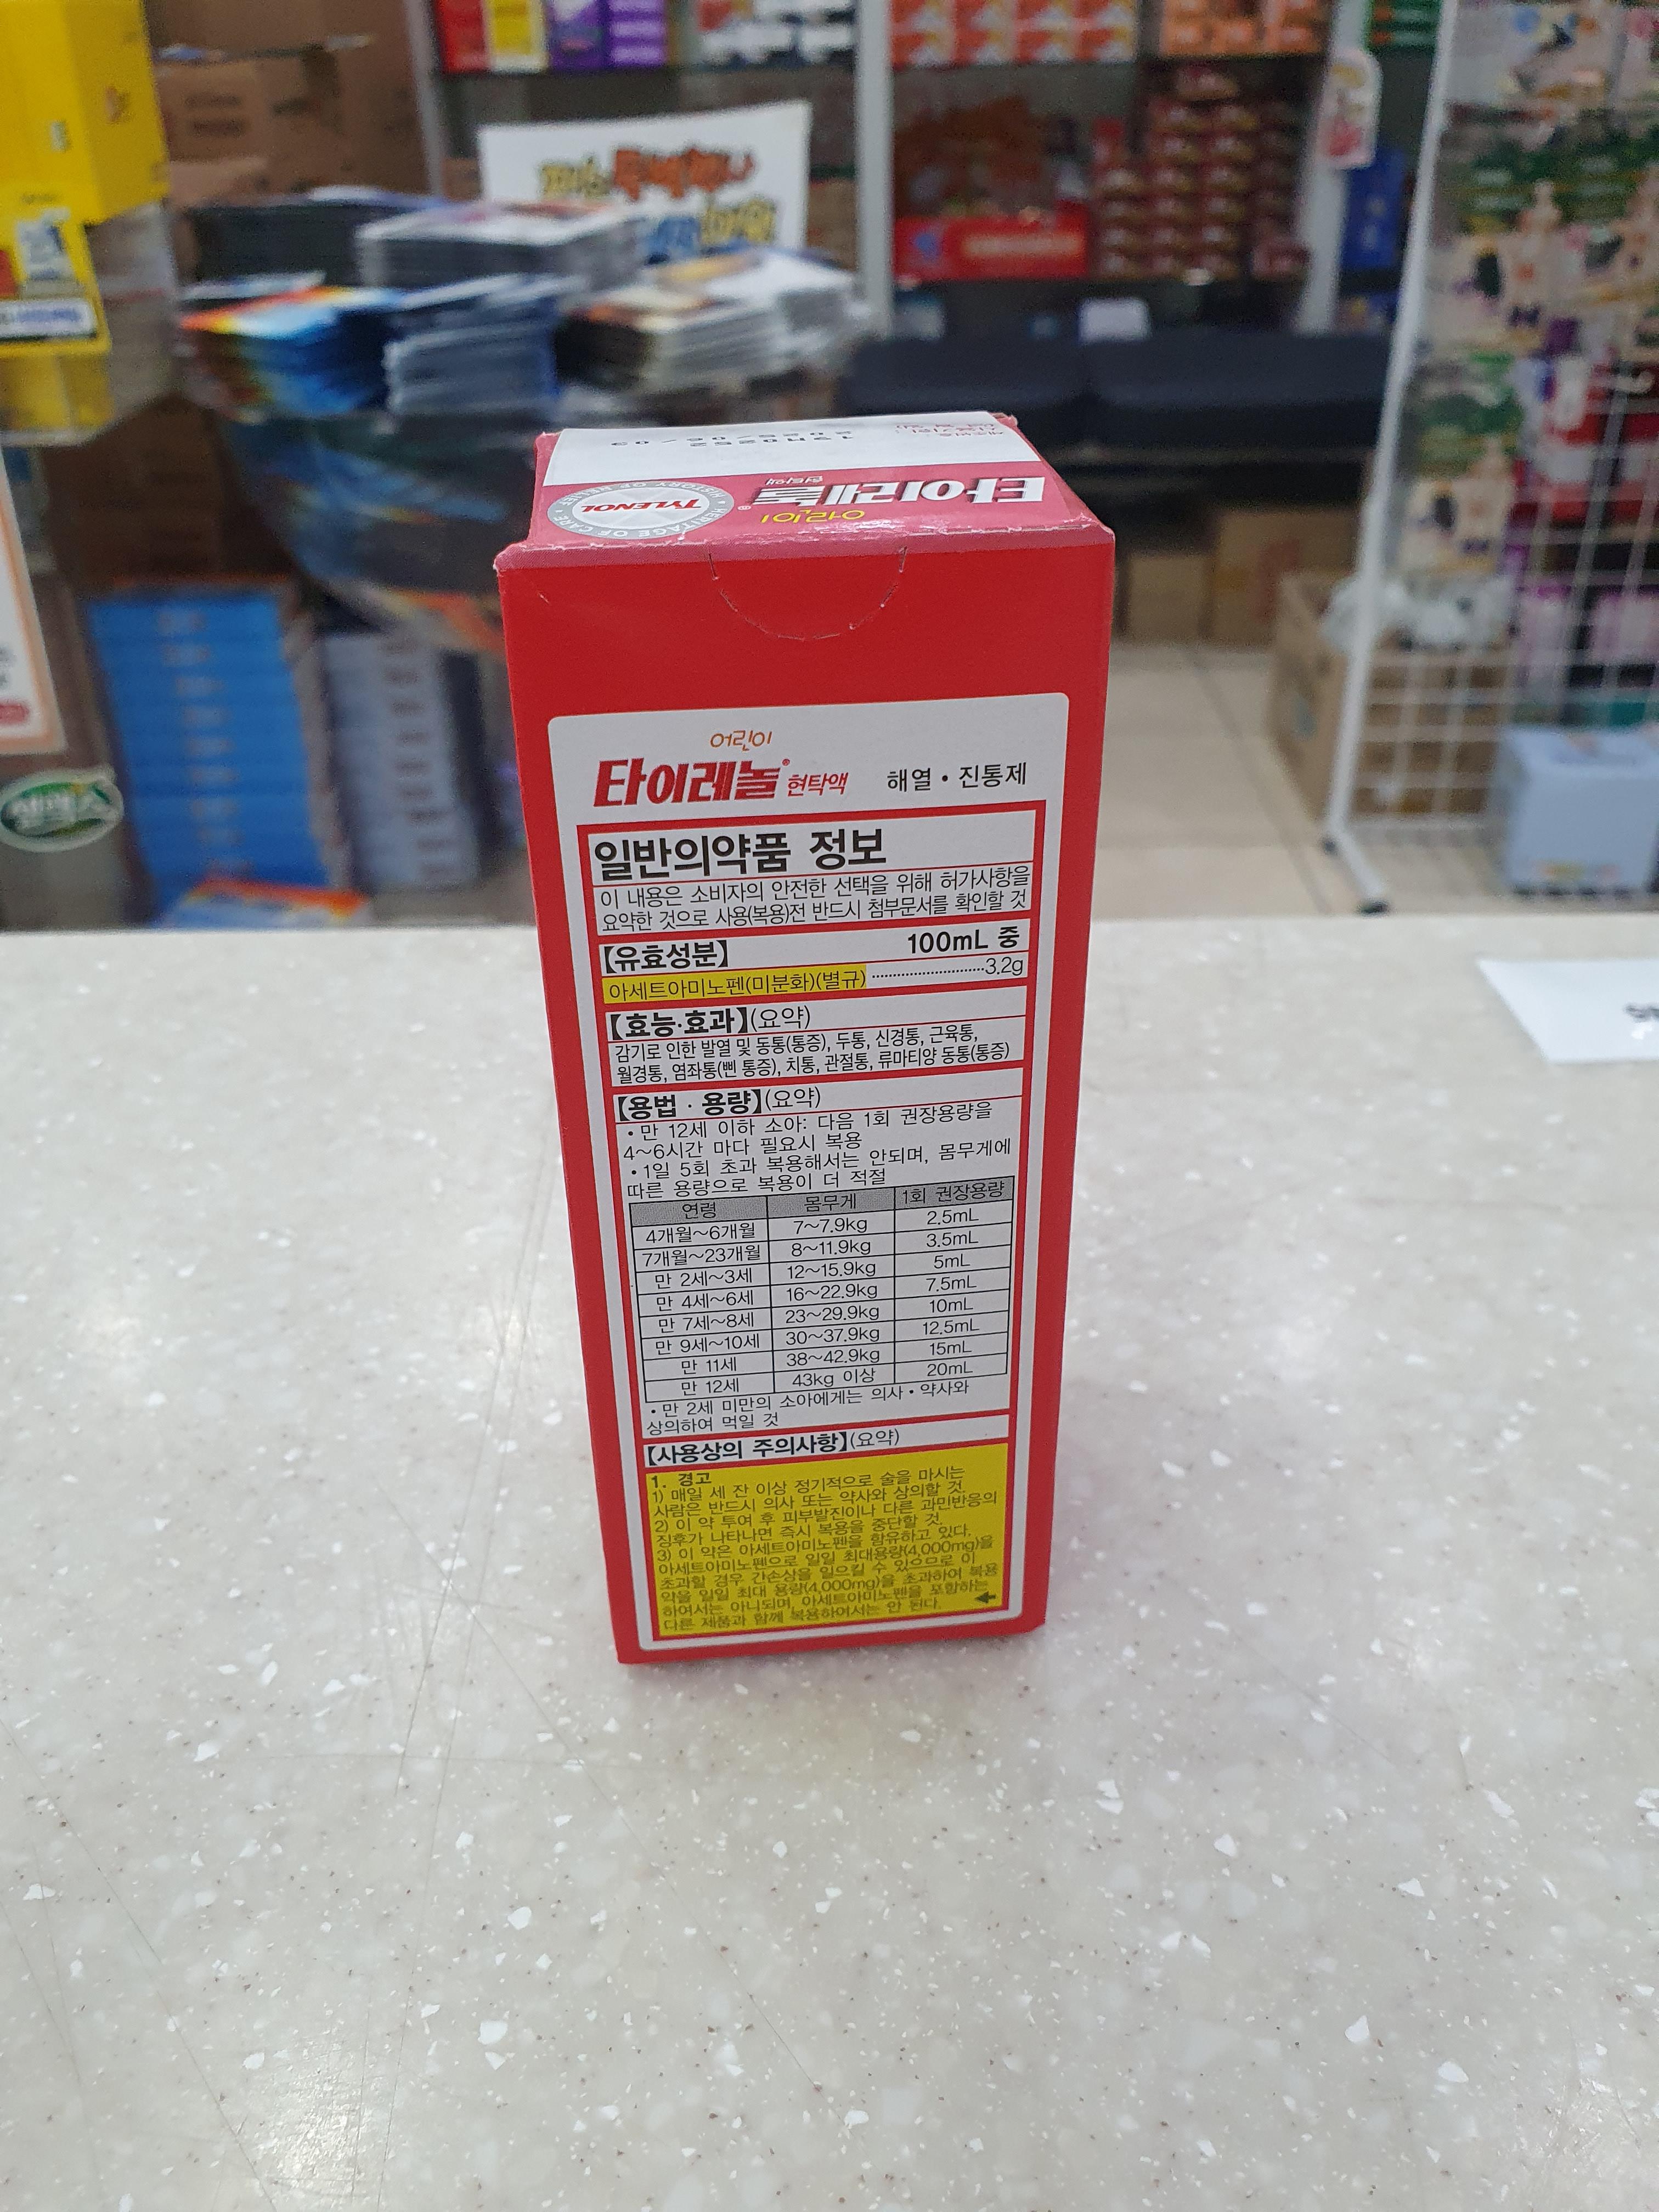 어린이
타이레놀® 현탁액
TYLENOL
HERITAGE OF CARE
어린이
타이레놀® 현탁액 해열・진통제
일반의약품 정보
이 내용은 소비자의 안전한 선택을 위해 허가사항을
요약한 것으로 사용(복용)전 반드시 첨부문서를 확인할 것
【유효성분】 100mL 중
아세트아미노펜(미분화)(별규) ························3.2g
【효능·효과】(요약)
감기로 인한 발열 및 동통(통증), 두통, 신경통, 근육통,
월경통, 염좌통(삔 통증), 치통, 관절통, 류마티양 동통(통증)
【용법 · 용량】(요약)
• 만 12세 이하 소아: 다음 1회 권장용량을
4~6시간 마다 필요시 복용
• 1일 5회 초과 복용해서는 안되며, 몸무게에
따른 용량으로 복용이 더 적절
연령 몸무게 1회 권장용량
4개월~6개월 7~7.9kg 2.5mL
7개월~23개월 8~11.9kg 3.5mL
만 2세~3세 12~15.9kg 5mL
만 4세~6세 16~22.9kg 7.5mL
만 7세~8세 23~29.9kg 10mL
만 9세~10세 30~37.9kg 12.5mL
만 11세 38~42.9kg 15mL
만 12세 43kg 이상 20mL
• 만 2세 미만의 소아에게는 의사・약사와
상의하여 먹일 것
【사용상의 주의사항】(요약)
1. 경고
1) 매일 세 잔 이상 정기적으로 술을 마시는
사람은 반드시 의사 또는 약사와 상의할 것.
2) 이 약 투여 후 피부발진이나 다른 과민반응의
징후가 나타나면 즉시 복용을 중단할 것.
3) 이 약은 아세트아미노펜을 함유하고 있다.
아세트아미노펜으로 일일 최대용량(4,000mg)을
초과할 경우 간손상을 일으킬 수 있으므로 이
약을 일일 최대 용량(4,000mg)을 초과하여 복용
하여서는 아니되며, 아세트아미노펜을 포함하는
다른 제품과 함께 복용하여서는 안 된다.